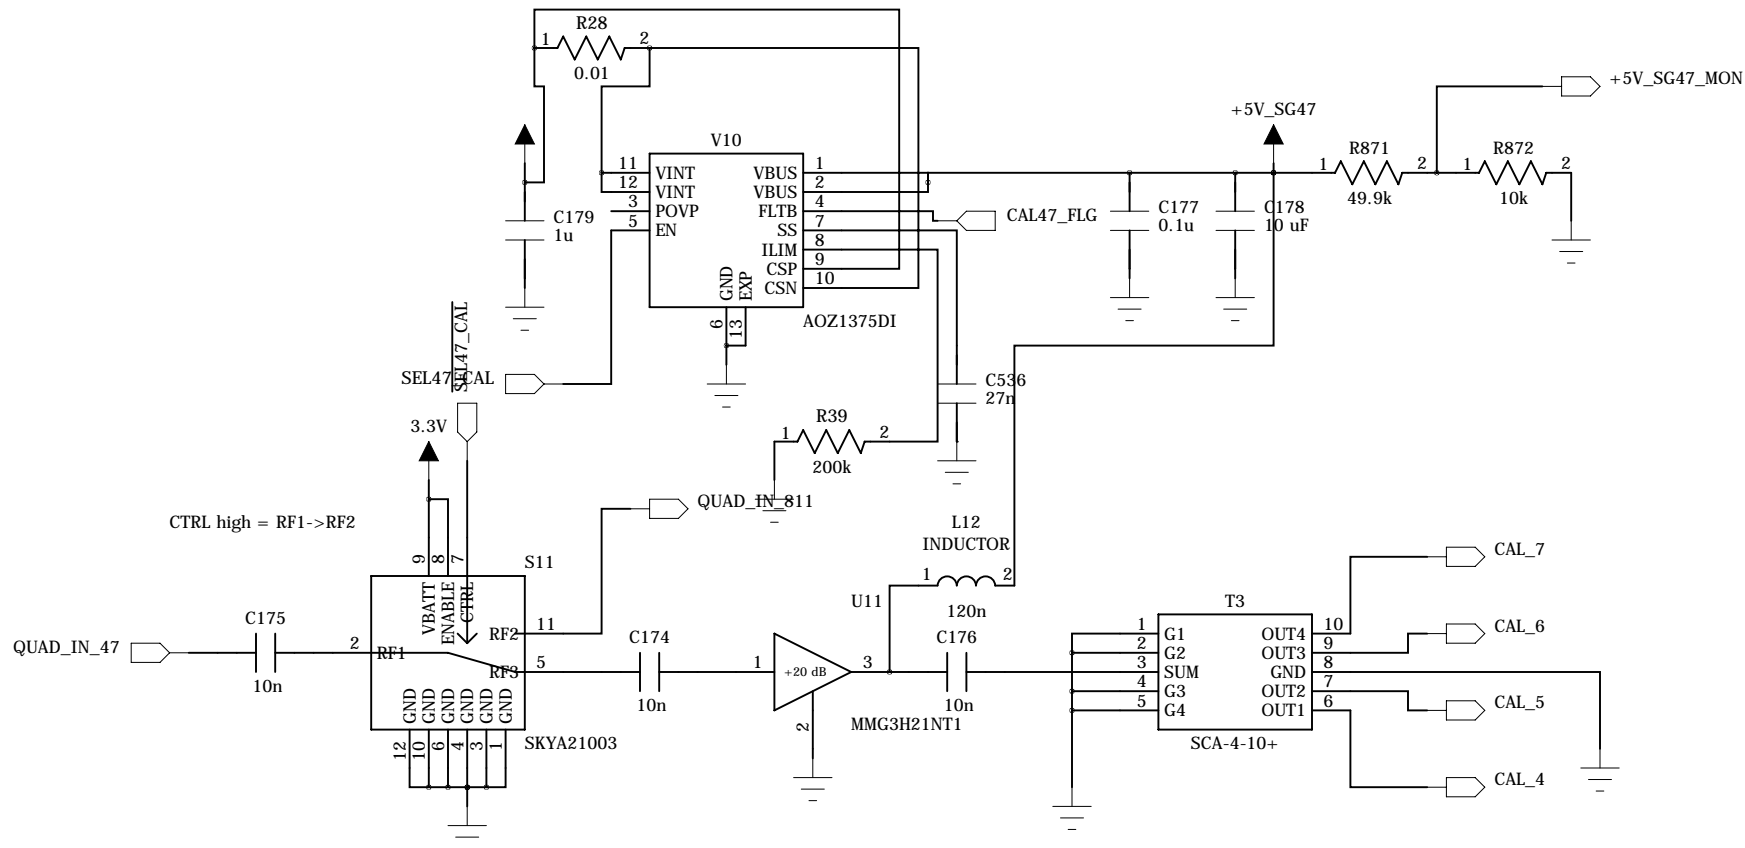 R28
1
2
0.01
+5V_SG47_MON
+5V_SG47
V10
11 VINT
12 VINT
3 POVP
5 EN
VBUS 1
VBUS 2
FLTB 4
SS 7
ILIM 8
CSP 9
CSN 10
GND
EXP
6
13
AOZ1375DI
C179
1u
CAL47_FLG
C177
0.1u
C178
10 uF
1
R871
2
49.9k
1
R872
2
10k
SEL47_CAL
SEL47_CAL
C536
27n
1
R39
2
200k
3.3V
QUAD_IN_811
CTRL high = RF1->RF2
9
8
7
S11
VBATT
ENABLE
CTRL
RF2 11
2 RF1
RF3 5
GND
GND
GND
GND
GND
GND
12
10
6
4
3
1
SKYA21003
QUAD_IN_47
C175
10n
C174
10n
L12
INDUCTOR
1
2
120n
U11
1
+20 dB
3
2
MMG3H21NT1
C176
10n
T3
1 G1
2 G2
3 SUM
4 G3
5 G4
OUT4 10
OUT3 9
GND 8
OUT2 7
OUT1 6
SCA-4-10+
CAL_7
CAL_6
CAL_5
CAL_4